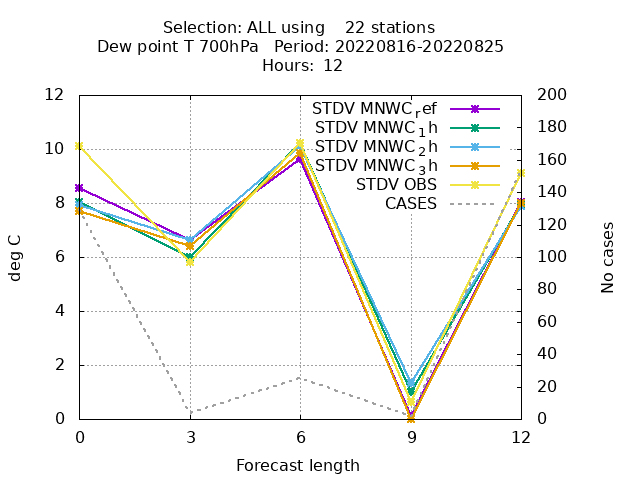 Selection: ALL using 22 stations
Dew point T 700hPa Period: 20220816-20220825
Hours: 12
STDV MNWC_ref
STDV MNWC_1h
STDV MNWC_2h
STDV MNWC_3h
STDV OBS
CASES
12
10
8
6
4
2
0
200
180
160
140
120
100
80
60
40
20
0
deg C
No cases
0 3 6 9 12
Forecast length